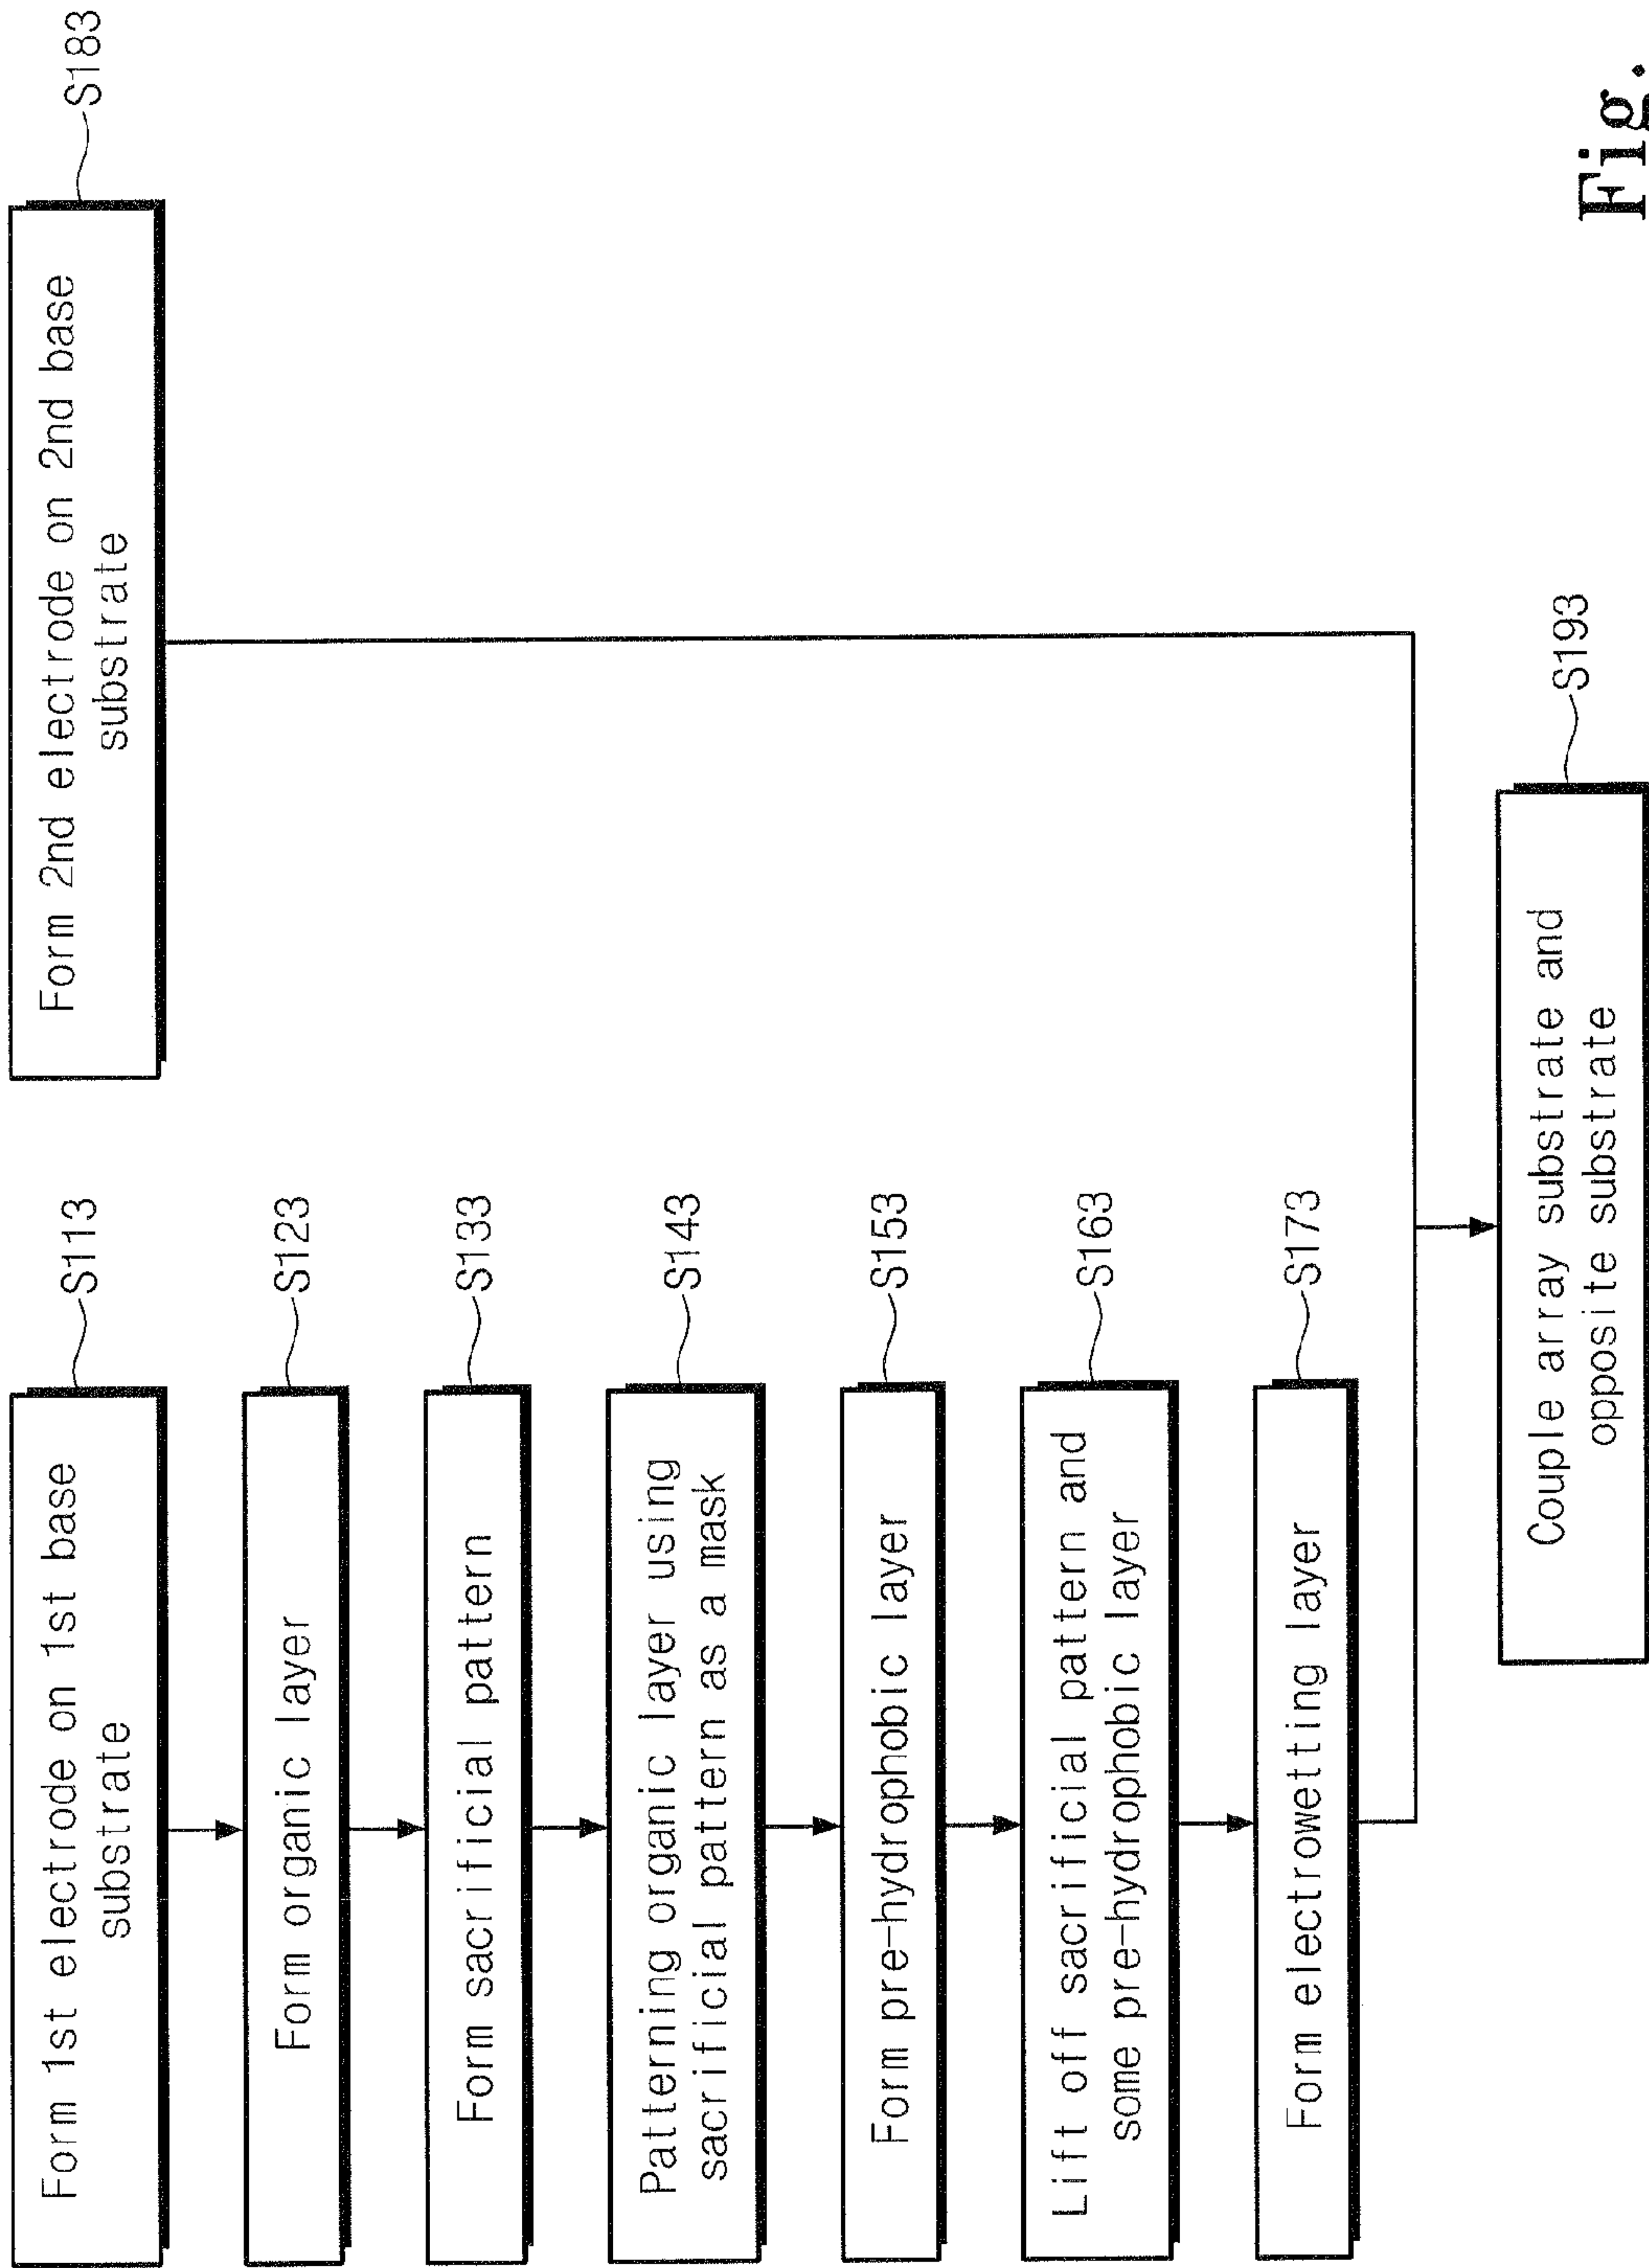 Form 1st electrode on 1st base
substrate
S113
Form organic layer
S123
Form sacrificial pattern
S133
Patterning organic layer using
sacrificial pattern as a mask
S143
Form pre-hydrophobic layer
S153
Lift off sacrificial pattern and
some pre-hydrophobic layer
S163
Form electrowetting layer
S173
Form 2nd electrode on 2nd base
substrate
S183
Couple array substrate and
opposite substrate
S193
Fig.